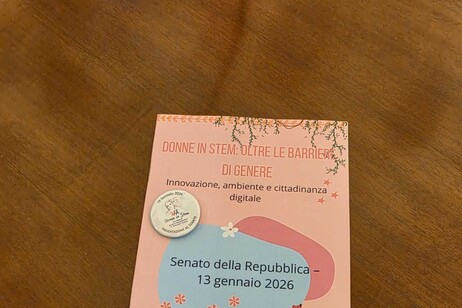 DONNE IN STEM: OLTRE LE BARRIERE
DI GENERE
Innovazione, ambiente e cittadinanza
digitale
Senato della Repubblica –
13 gennaio 2026